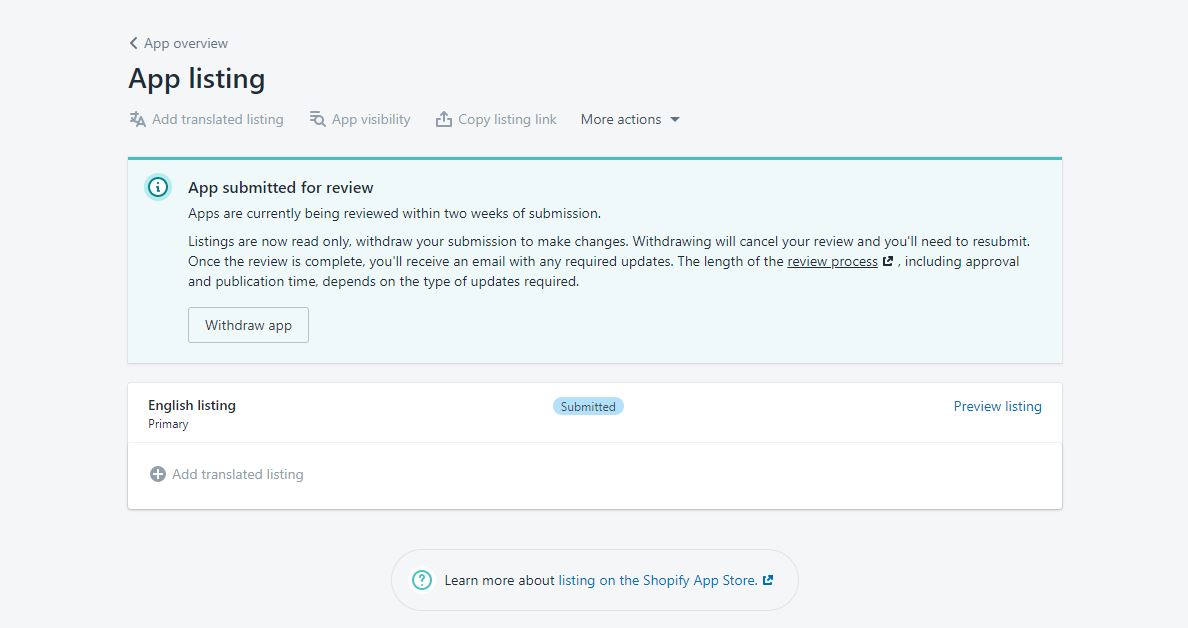 App overview
App listing
Add translated listing App visibility Copy listing link More actions
App submitted for review
Apps are currently being reviewed within two weeks of submission.
Listings are now read only, withdraw your submission to make changes. Withdrawing will cancel your review and you'll need to resubmit.
Once the review is complete, you'll receive an email with any required updates. The length of the review process , including approval
and publication time, depends on the type of updates required.
Withdraw app
English listing Submitted Preview listing
Primary
Add translated listing
Learn more about listing on the Shopify App Store.